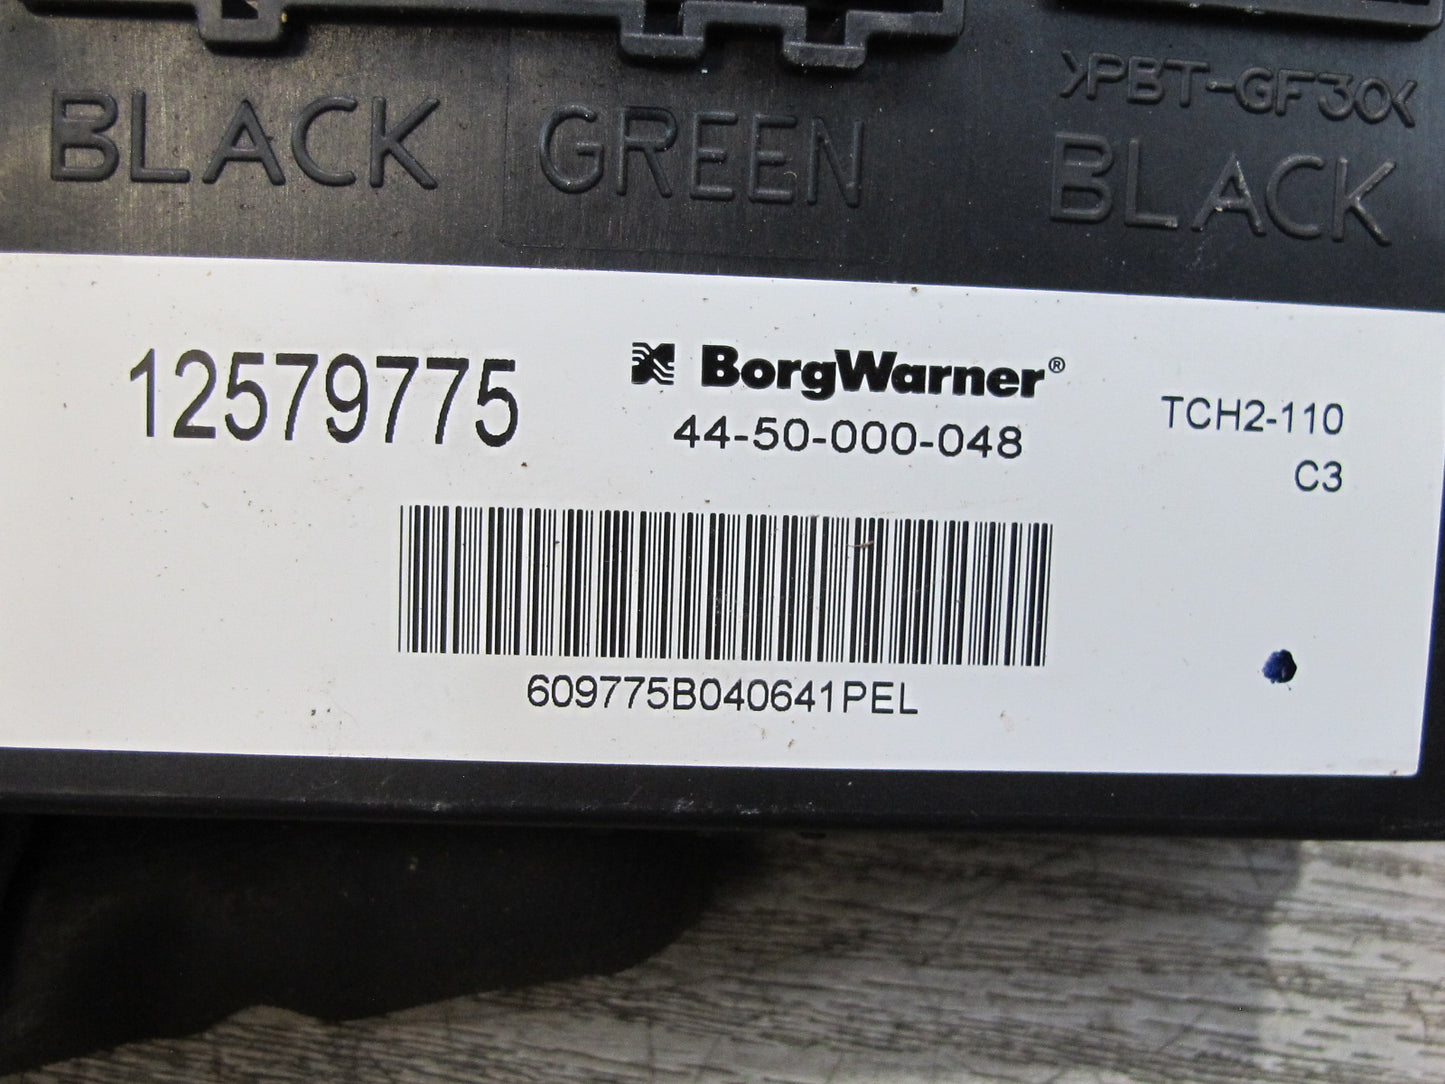 BLACK GREEN >PBT-GF30<
BLACK
12579775
BorgWarner®
44-50-000-048
TCH2-110
C3
609775B040641PEL